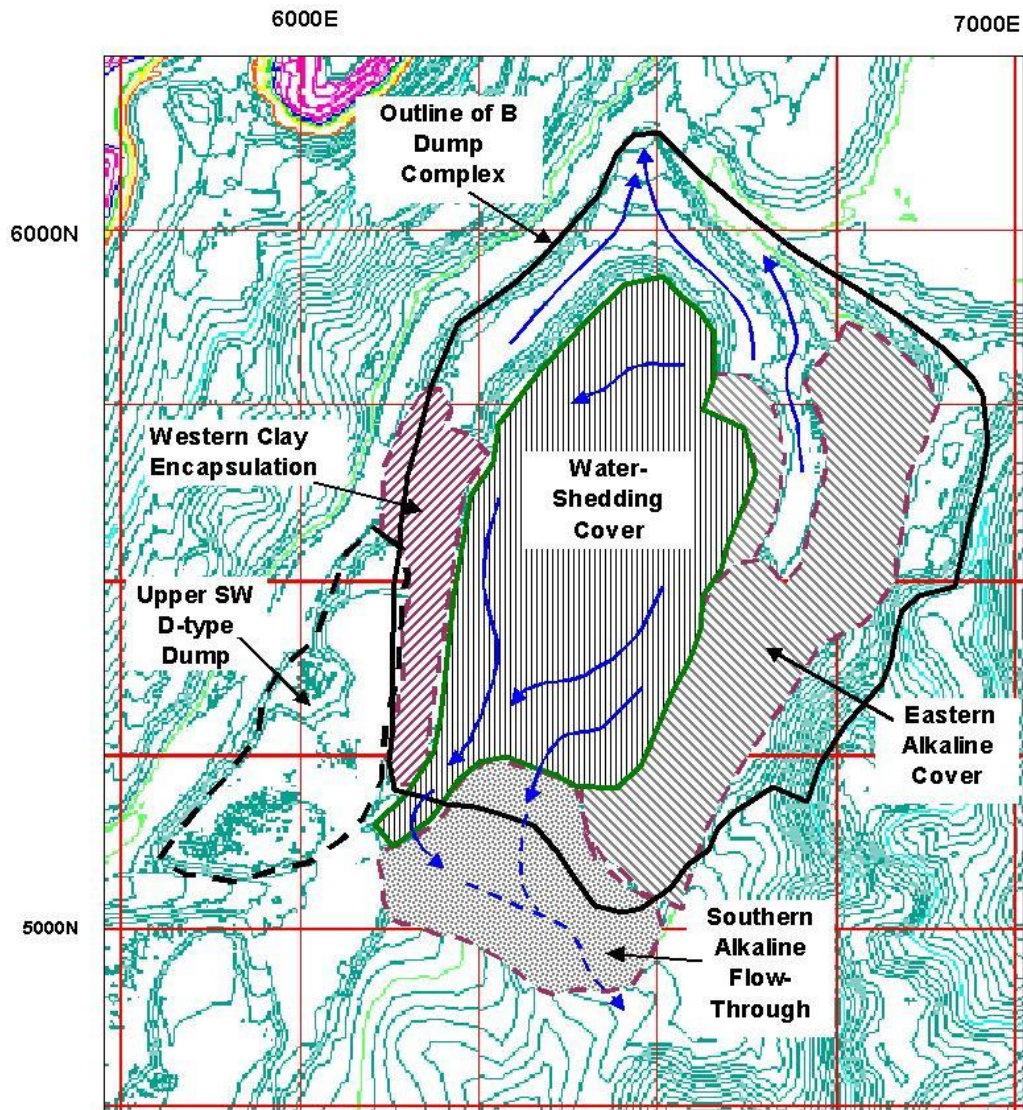 6000E
7000E
Outline of B
Dump
Complex
6000N
Western Clay
Encapsulation
Water-
Shedding
Cover
Upper SW
D-type
Dump
Eastern
Alkaline
Cover
5000N
Southern
Alkaline
Flow-
Through